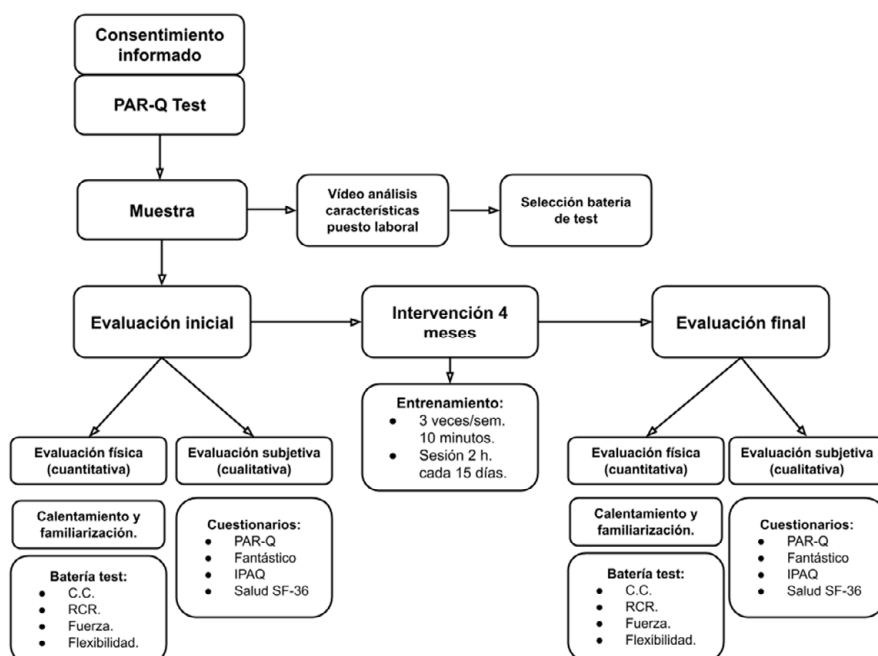 Consentimiento
informado
PAR-Q Test
Muestra
Vídeo análisis
características
puesto laboral
Selección bateria
de test
Evaluación inicial
Intervención 4
meses
Evaluación final
Entrenamiento:
● 3 veces/sem.
10 minutos.
● Sesión 2 h.
cada 15 días.
Evaluación física
(cuantitativa)
Evaluación subjetiva
(cualitativa)
Calentamiento y
familiarización.
Cuestionarios:
● PAR-Q
● Fantástico
● IPAQ
● Salud SF-36
Batería test:
● C.C.
● RCR.
● Fuerza.
● Flexibilidad.
Evaluación física
(cuantitativa)
Evaluación subjetiva
(cualitativa)
Calentamiento y
familiarización.
Cuestionarios:
● PAR-Q
● Fantástico
● IPAQ
● Salud SF-36
Batería test:
● C.C.
● RCR.
● Fuerza.
● Flexibilidad.